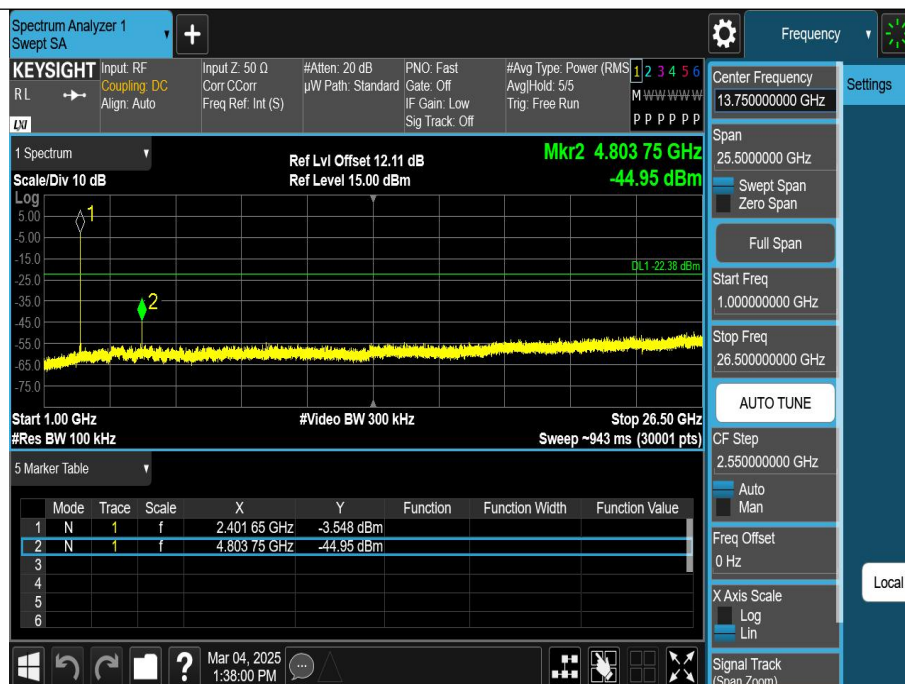 Spectrum Analyzer 1
Swept SA
+
Frequency
KEYSIGHT
R L
LXI
Input: RF
Coupling: DC
Align: Auto
Input Z: 50 Ω
Corr CCorr
Freq Ref: Int (S)
#Atten: 20 dB
µW Path: Standard
PNO: Fast
Gate: Off
IF Gain: Low
Sig Track: Off
#Avg Type: Power (RMS
Avg|Hold: 5/5
Trig: Free Run
1 2 3 4 5 6
M W W W W W
P P P P P P
1 Spectrum
Scale/Div 10 dB
Ref Lvl Offset 12.11 dB
Ref Level 15.00 dBm
Mkr2 4.803 75 GHz
-44.95 dBm
Log
5.00
-5.00
-15.0
-25.0
-35.0
-45.0
-55.0
-65.0
-75.0
1
2
DL1 -22.38 dBm
Start 1.00 GHz
#Res BW 100 kHz
#Video BW 300 kHz
Stop 26.50 GHz
Sweep ~943 ms (30001 pts)
5 Marker Table
Mode Trace Scale X Y Function Function Width Function Value
1 N 1 f 2.401 65 GHz -3.548 dBm
2 N 1 f 4.803 75 GHz -44.95 dBm
3
4
5
6
?
Mar 04, 2025
1:38:00 PM
Center Frequency
13.750000000 GHz
Span
25.5000000 GHz
Swept Span
Zero Span
Full Span
Start Freq
1.000000000 GHz
Stop Freq
26.500000000 GHz
AUTO TUNE
CF Step
2.550000000 GHz
Auto
Man
Freq Offset
0 Hz
X Axis Scale
Log
Lin
Signal Track
(Span Zoom)
Settings
Local